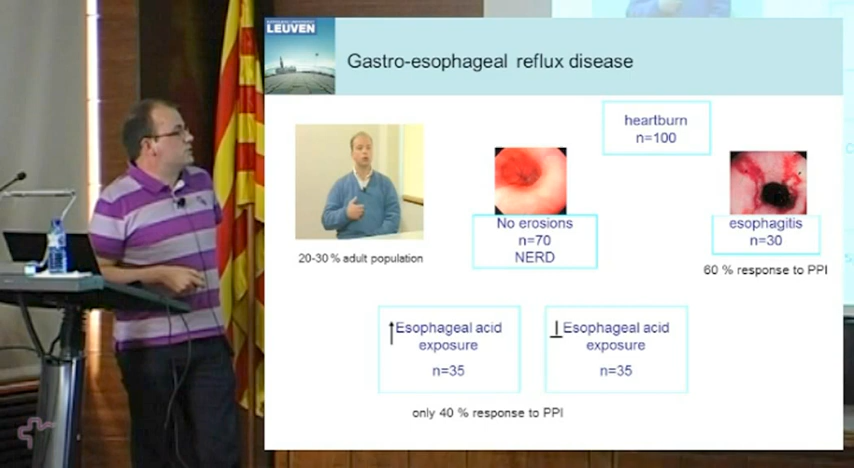 LEUVEN
Gastro-esophageal reflux disease
heartburn
n=100
No erosions
n=70
NERD
esophagitis
n=30
20-30 % adult population
60 % response to PPI
Esophageal acid
exposure
n=35
Esophageal acid
exposure
n=35
only 40 % response to PPI